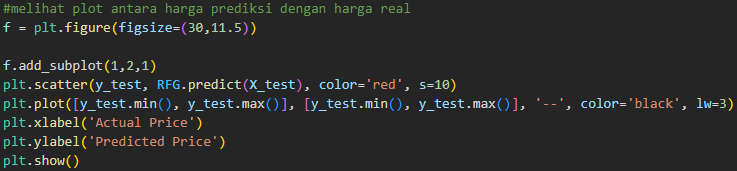 #melihat plot antara harga prediksi dengan harga real
f = plt.figure(figsize=(30,11.5))
f.add_subplot(1,2,1)
plt.scatter(y_test, RFG.predict(X_test), color='red', s=10)
plt.plot([y_test.min(), y_test.max()], [y_test.min(), y_test.max()], '--', color='black', lw=3)
plt.xlabel('Actual Price')
plt.ylabel('Predicted Price')
plt.show()